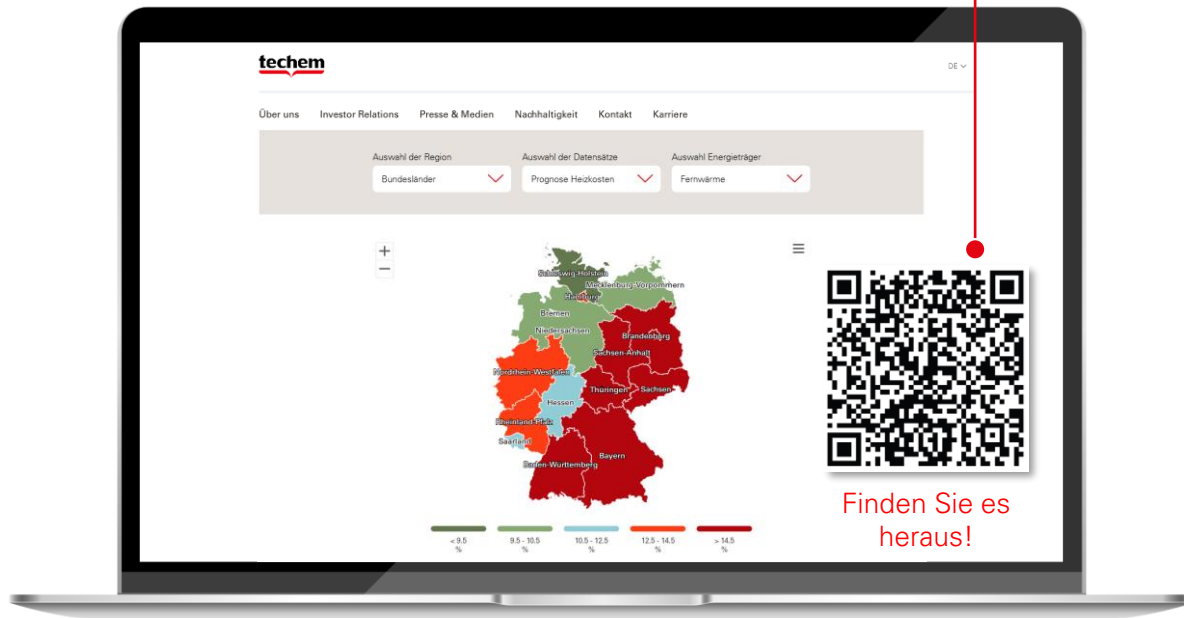 techem
DE
Über uns Investor Relations Presse & Medien Nachhaltigkeit Kontakt Karriere
Auswahl der Region Auswahl der Datensätze Auswahl Energieträger
Bundesländer Prognose Heizkosten Fernwärme
Schleswig-Holstein
Mecklenburg-Vorpommern
Hamburg
Bremen
Niedersachsen
Brandenburg
Sachsen-Anhalt
Nordrhein-Westfalen
Thüringen Sachsen
Hessen
Rheinland-Pfalz
Saarland
Bayern
Baden-Württemberg
< 9.5 9.5 - 10.5 10.5 - 12.5 12.5 - 14.5 > 14.5
% % % % %
Finden Sie es
heraus!